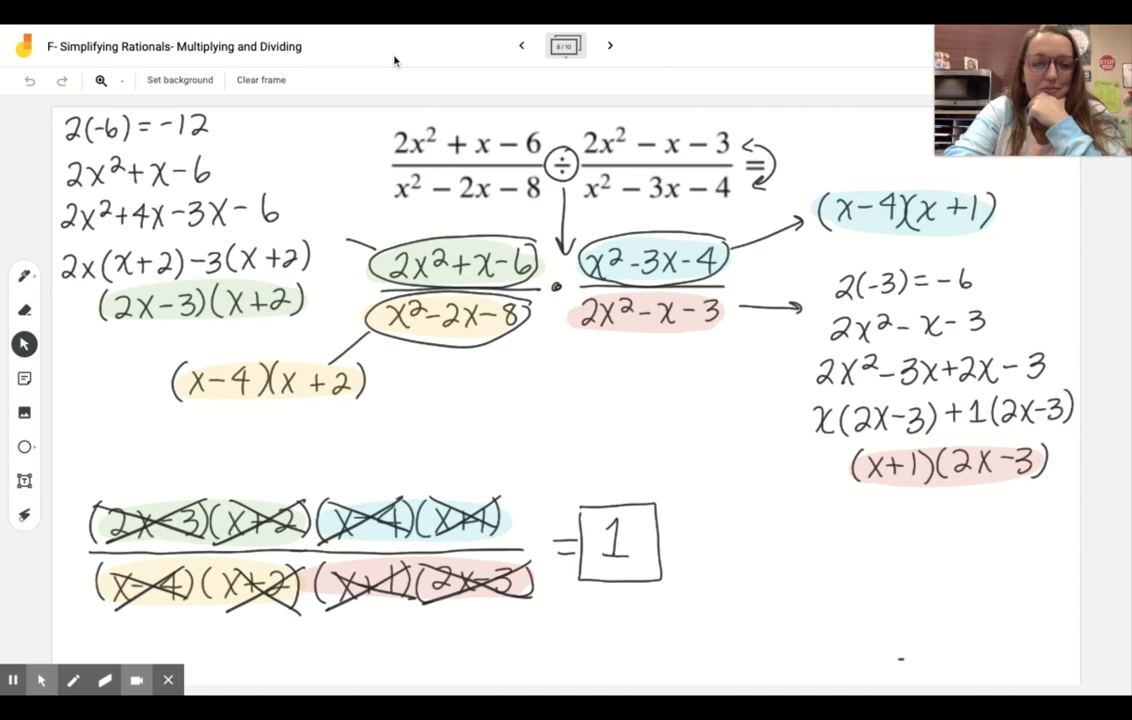 F- Simplifying Rationals- Multiplying and Dividing
8/10
Set background
Clear frame
STOP
2x² + x − 6 / x² − 2x − 8 ÷ 2x² − x − 3 / x² − 3x − 4 =
2(-6) = -12
2x²+x-6
2x²+4x-3x-6
2x(x+2)-3(x+2)
(2x-3)(x+2)
2x²+x-6 / x²-2x-8 • x²-3x-4 / 2x²-x-3
(x-4)(x+2)
(x-4)(x+1)
2(-3)=-6
2x²-x-3
2x²-3x+2x-3
x(2x-3)+1(2x-3)
(x+1)(2x-3)
(2x-3)(x+2)(x-4)(x+1)
(x-4)(x+2)(x+1)(2x-3)
= 1